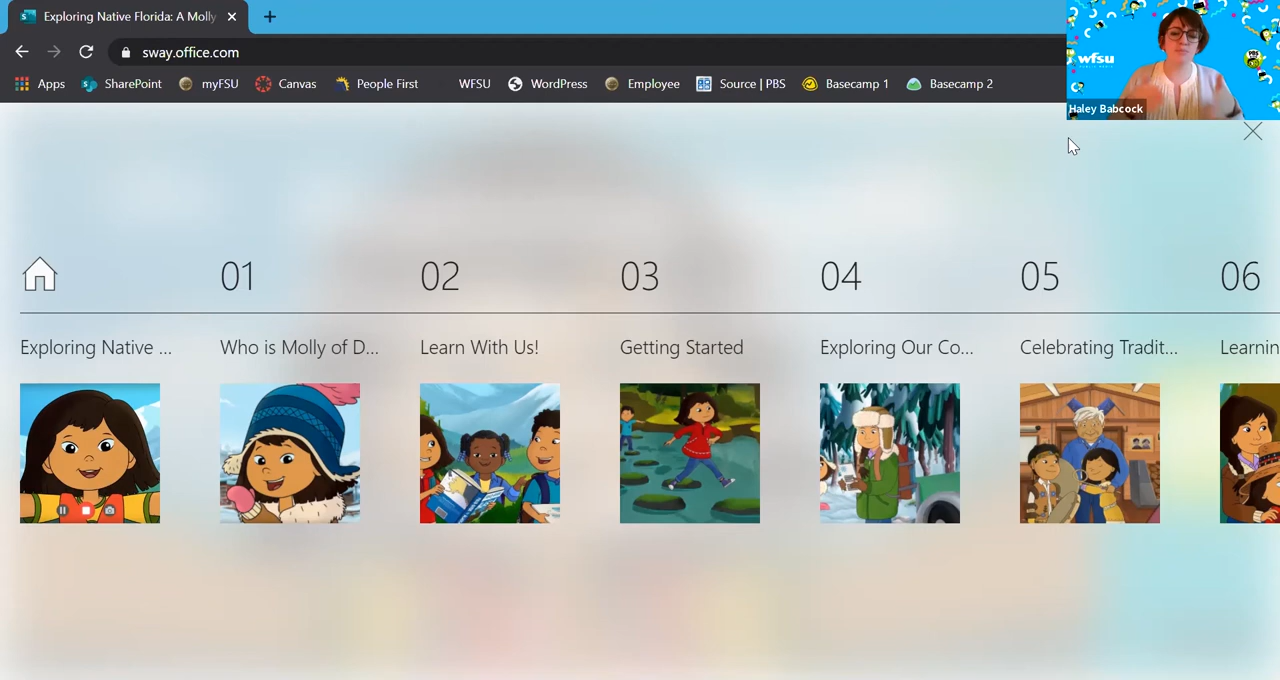 Exploring Native Florida: A Molly
sway.office.com
Apps SharePoint myFSU Canvas People First WFSU WordPress Employee Source | PBS Basecamp 1 Basecamp 2
wfsu
PBS
Haley Babcock
01 02 03 04 05 06
Exploring Native ... Who is Molly of D... Learn With Us! Getting Started Exploring Our Co... Celebrating Tradit... Learnin